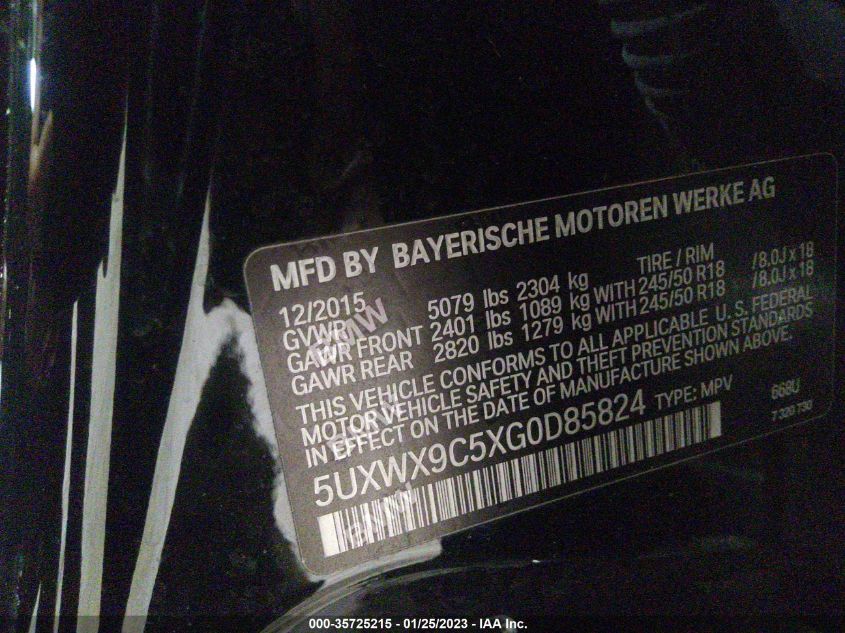 MFD BY BAYERISCHE MOTOREN WERKE AG
12/2015 TIRE / RIM
GVWR 5079 lbs 2304 kg
GAWR FRONT 2401 lbs 1089 kg WITH 245/50 R18 /8.0J x 18
GAWR REAR 2820 lbs 1279 kg WITH 245/50 R18 /8.0J x 18
THIS VEHICLE CONFORMS TO ALL APPLICABLE U.S. FEDERAL
MOTOR VEHICLE SAFETY AND THEFT PREVENTION STANDARDS
IN EFFECT ON THE DATE OF MANUFACTURE SHOWN ABOVE.
5UXWX9C5XG0D85824 TYPE: MPV 668U
7 320 730
BMW
BMW
BMW
000-35725215 - 01/25/2023 - IAA Inc.